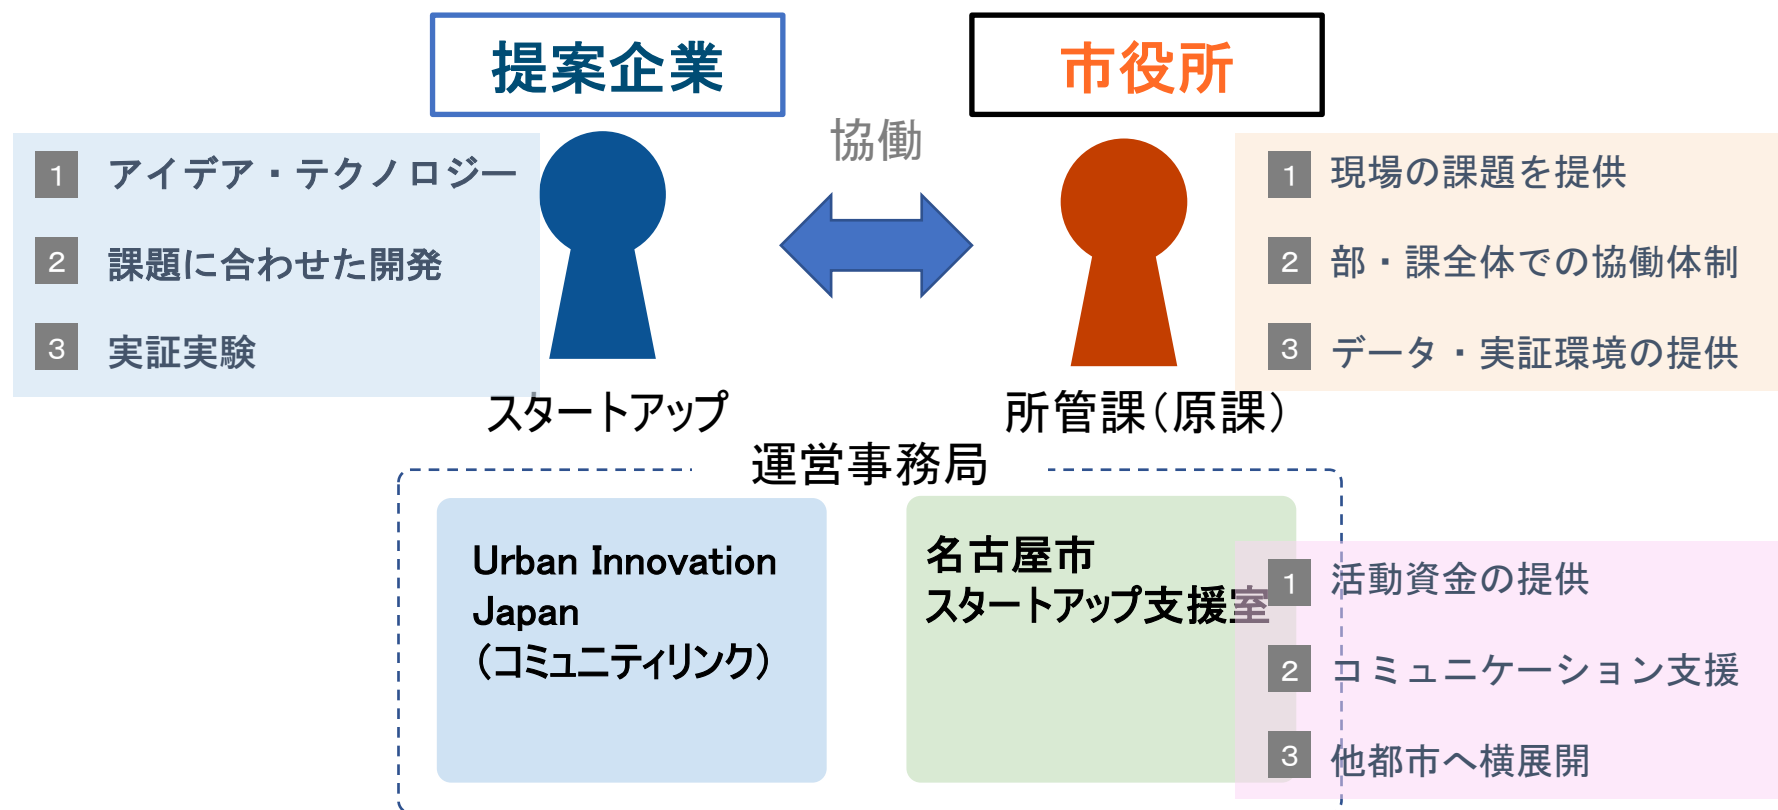 提案企業
市役所
協働
1 アイデア・テクノロジー
2 課題に合わせた開発
3 実証実験
1 現場の課題を提供
2 部・課全体での協働体制
3 データ・実証環境の提供
スタートアップ
所管課(原課)
運営事務局
Urban Innovation
Japan
(コミュニティリンク)
名古屋市
スタートアップ支援室
1 活動資金の提供
2 コミュニケーション支援
3 他都市へ横展開